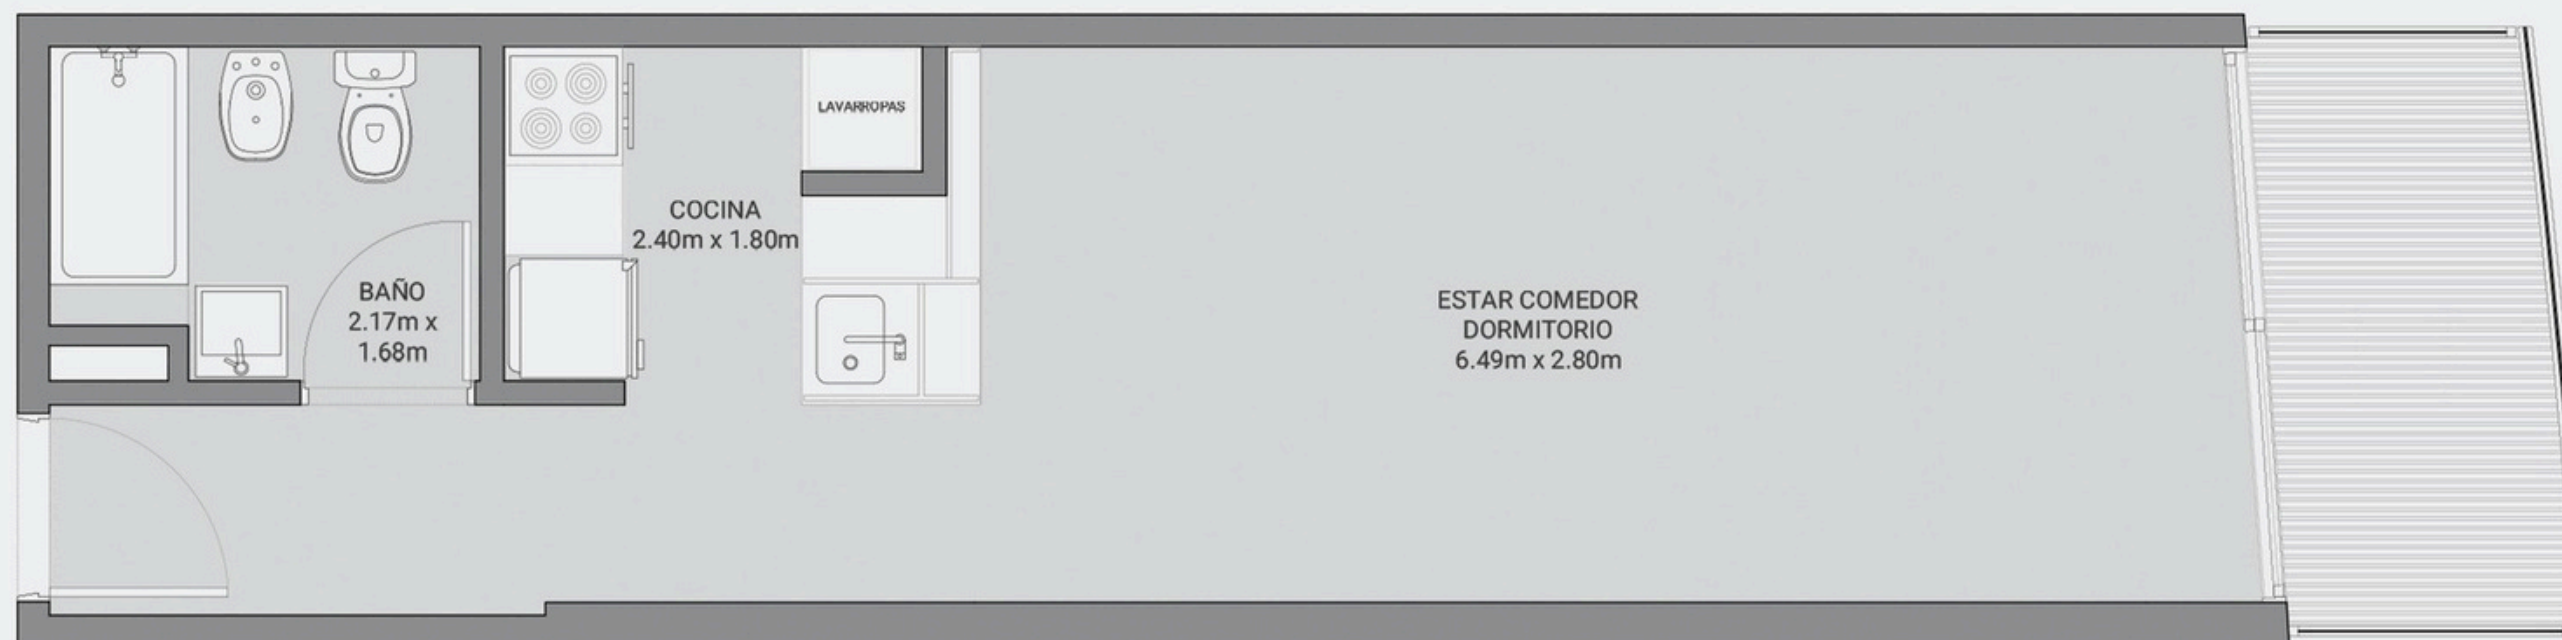 LAVARROPAS
COCINA
2.40m x 1.80m
BAÑO
2.17m x
1.68m
ESTAR COMEDOR
DORMITORIO
6.49m x 2.80m